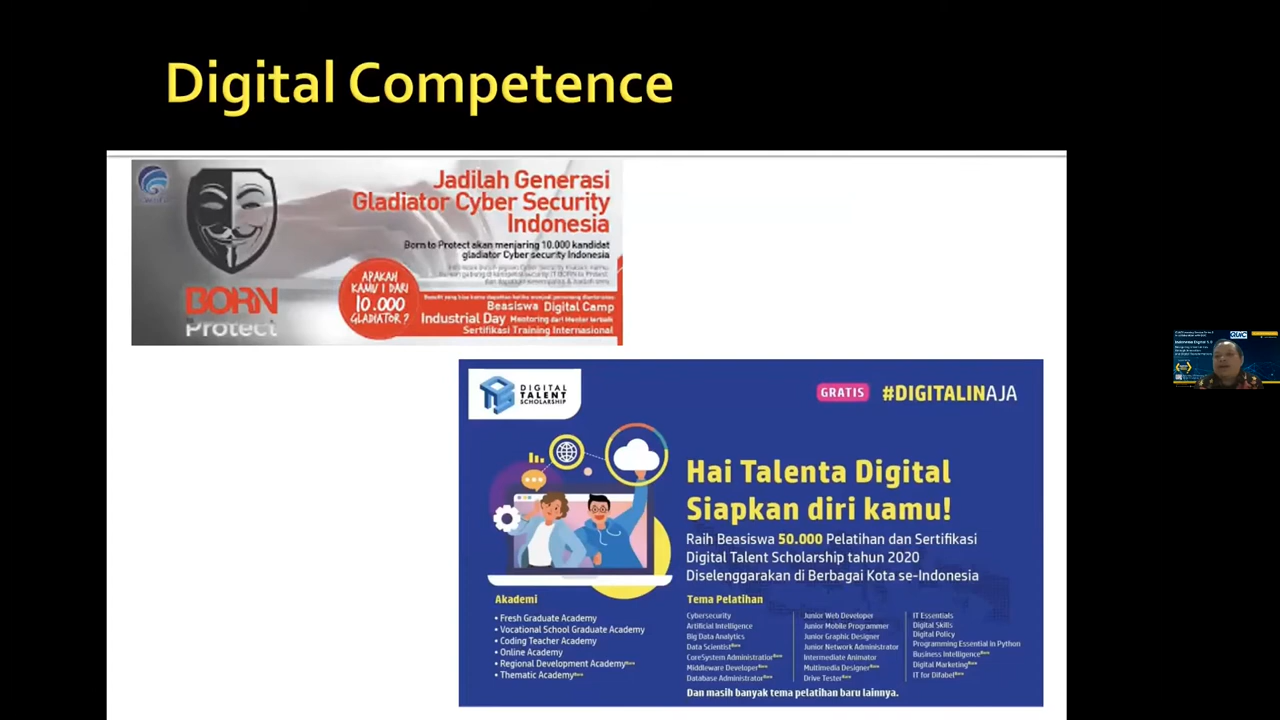 Digital Competence
Jadilah Generasi
Gladiator Cyber Security
Indonesia
Born to Protect akan menjaring 10.000 kandidat
gladiator Cyber security Indonesia
APAKAH
KAMU 1 DARI
10.000
GLADIATOR?
Beasiswa Digital Camp
Industrial Day Mentoring dari Mentor terbaik
Sertifikasi Training Internasional
BORN
Protect
DIGITAL
TALENT
SCHOLARSHIP
GRATIS #DIGITALINAJA
Hai Talenta Digital
Siapkan diri kamu!
Raih Beasiswa 50.000 Pelatihan dan Sertifikasi
Digital Talent Scholarship tahun 2020
Diselenggarakan di Berbagai Kota se-Indonesia
Akademi
• Fresh Graduate Academy
• Vocational School Graduate Academy
• Coding Teacher Academy
• Online Academy
• Regional Development Academy
• Thematic Academy
Tema Pelatihan
Cybersecurity
Artificial Intelligence
Big Data Analytics
Data Scientist
CoreSystem Administration
Middleware Developer
Database Administrator
Junior Web Developer
Junior Mobile Programmer
Junior Graphic Designer
Junior Network Administrator
Intermediate Animator
Multimedia Designer
Drive Tester
IT Essentials
Digital Skills
Digital Policy
Programming Essential in Python
Business Intelligence
Digital Marketing
IT for Difabel
Dan masih banyak tema pelatihan baru lainnya.